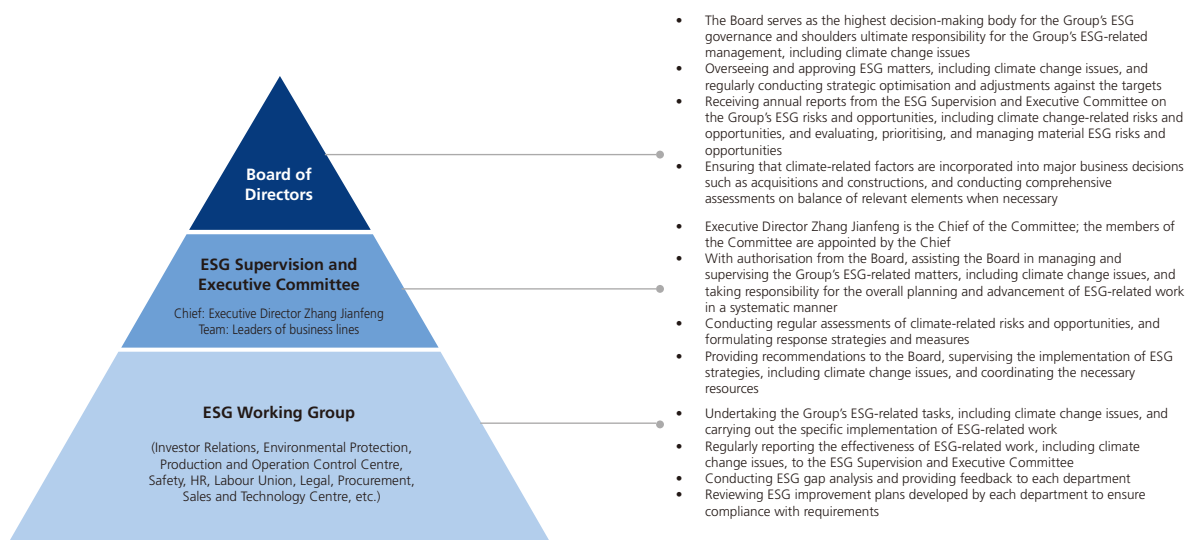 Board of
Directors
ESG Supervision and
Executive Committee
Chief: Executive Director Zhang Jianfeng
Team: Leaders of business lines
ESG Working Group
(Investor Relations, Environmental Protection,
Production and Operation Control Centre,
Safety, HR, Labour Union, Legal, Procurement,
Sales and Technology Centre, etc.)
• The Board serves as the highest decision-making body for the Group's ESG
governance and shoulders ultimate responsibility for the Group's ESG-related
management, including climate change issues
• Overseeing and approving ESG matters, including climate change issues, and
regularly conducting strategic optimisation and adjustments against the targets
• Receiving annual reports from the ESG Supervision and Executive Committee on
the Group's ESG risks and opportunities, including climate change-related risks and
opportunities, and evaluating, prioritising, and managing material ESG risks and
opportunities
• Ensuring that climate-related factors are incorporated into major business decisions
such as acquisitions and constructions, and conducting comprehensive
assessments on balance of relevant elements when necessary
• Executive Director Zhang Jianfeng is the Chief of the Committee; the members of
the Committee are appointed by the Chief
• With authorisation from the Board, assisting the Board in managing and
supervising the Group's ESG-related matters, including climate change issues, and
taking responsibility for the overall planning and advancement of ESG-related work
in a systematic manner
• Conducting regular assessments of climate-related risks and opportunities, and
formulating response strategies and measures
• Providing recommendations to the Board, supervising the implementation of ESG
strategies, including climate change issues, and coordinating the necessary
resources
• Undertaking the Group's ESG-related tasks, including climate change issues, and
carrying out the specific implementation of ESG-related work
• Regularly reporting the effectiveness of ESG-related work, including climate
change issues, to the ESG Supervision and Executive Committee
• Conducting ESG gap analysis and providing feedback to each department
• Reviewing ESG improvement plans developed by each department to ensure
compliance with requirements